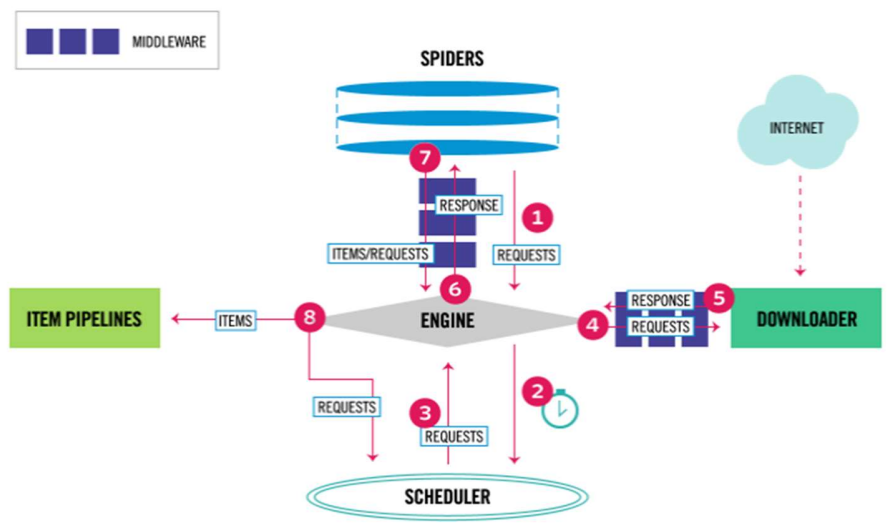 MIDDLEWARE
SPIDERS
INTERNET
7
RESPONSE
1
ITEMS/REQUESTS
REQUESTS
6
5
RESPONSE
ITEM PIPELINES
ITEMS
8
ENGINE
4
REQUESTS
DOWNLOADER
2
REQUESTS
3
REQUESTS
SCHEDULER